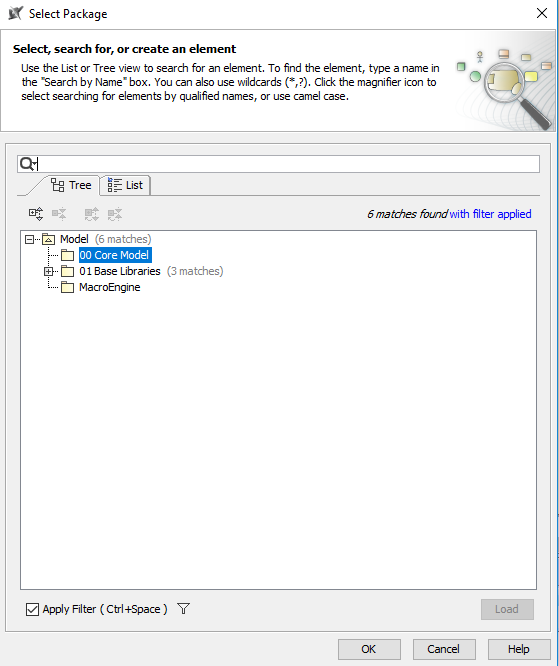 Select Package
Select, search for, or create an element
Use the List or Tree view to search for an element. To find the element, type a name in
the "Search by Name" box. You can also use wildcards (*,?). Click the magnifier icon to
select searching for elements by qualified names, or use camel case.
Tree
List
6 matches found with filter applied
Model (6 matches)
00 Core Model
01 Base Libraries (3 matches)
MacroEngine
Apply Filter ( Ctrl+Space )
Load
OK
Cancel
Help